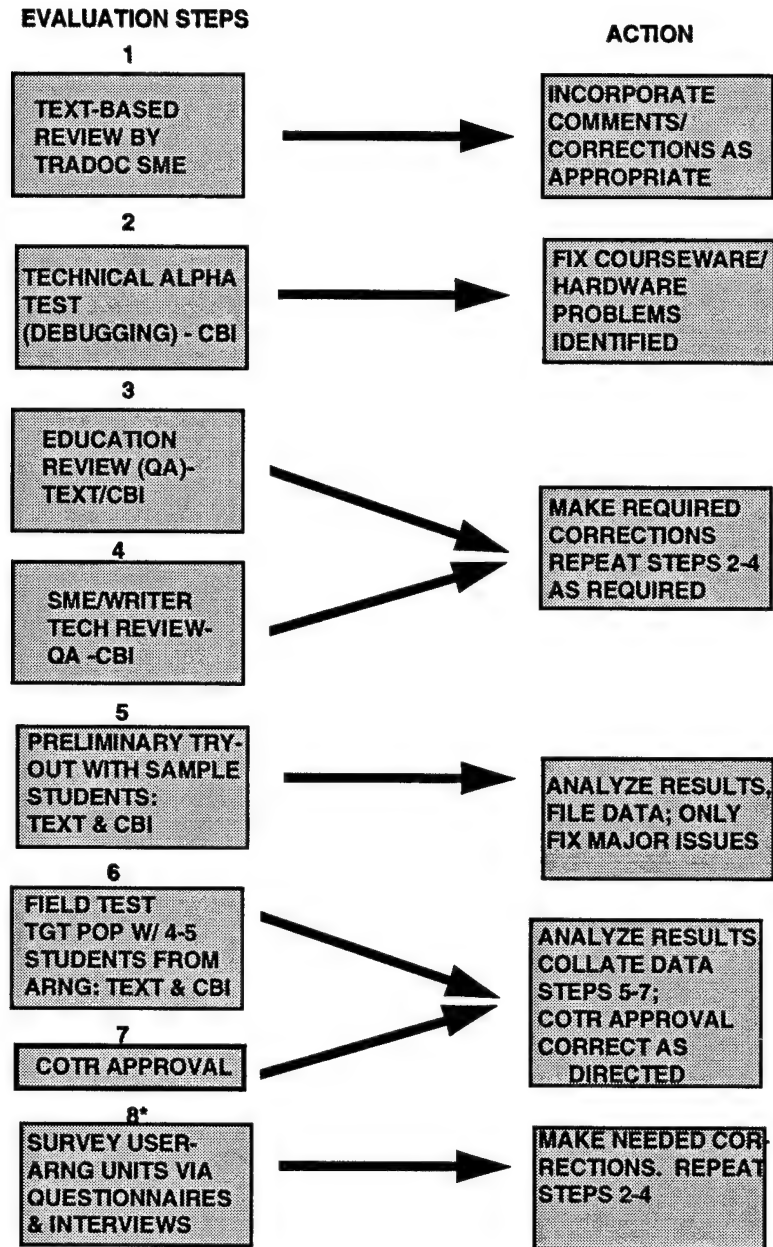 EVALUATION STEPS
ACTION
1
TEXT-BASED
REVIEW BY
TRADOC SME
INCORPORATE
COMMENTS/
CORRECTIONS AS
APPROPRIATE
2
TECHNICAL ALPHA
TEST
(DEBUGGING) - CBI
FIX COURSEWARE/
HARDWARE
PROBLEMS
IDENTIFIED
3
EDUCATION
REVIEW (QA)-
TEXT/CBI
4
SME/WRITER
TECH REVIEW-
QA -CBI
MAKE REQUIRED
CORRECTIONS
REPEAT STEPS 2-4
AS REQUIRED
5
PRELIMINARY TRY-
OUT WITH SAMPLE
STUDENTS:
TEXT & CBI
ANALYZE RESULTS,
FILE DATA; ONLY
FIX MAJOR ISSUES
6
FIELD TEST
TGT POP W/ 4-5
STUDENTS FROM
ARNG: TEXT & CBI
7
COTR APPROVAL
ANALYZE RESULTS,
COLLATE DATA
STEPS 5-7;
COTR APPROVAL
CORRECT AS
DIRECTED
8*
SURVEY USER-
ARNG UNITS VIA
QUESTIONNAIRES
& INTERVIEWS
MAKE NEEDED COR-
RECTIONS. REPEAT
STEPS 2-4